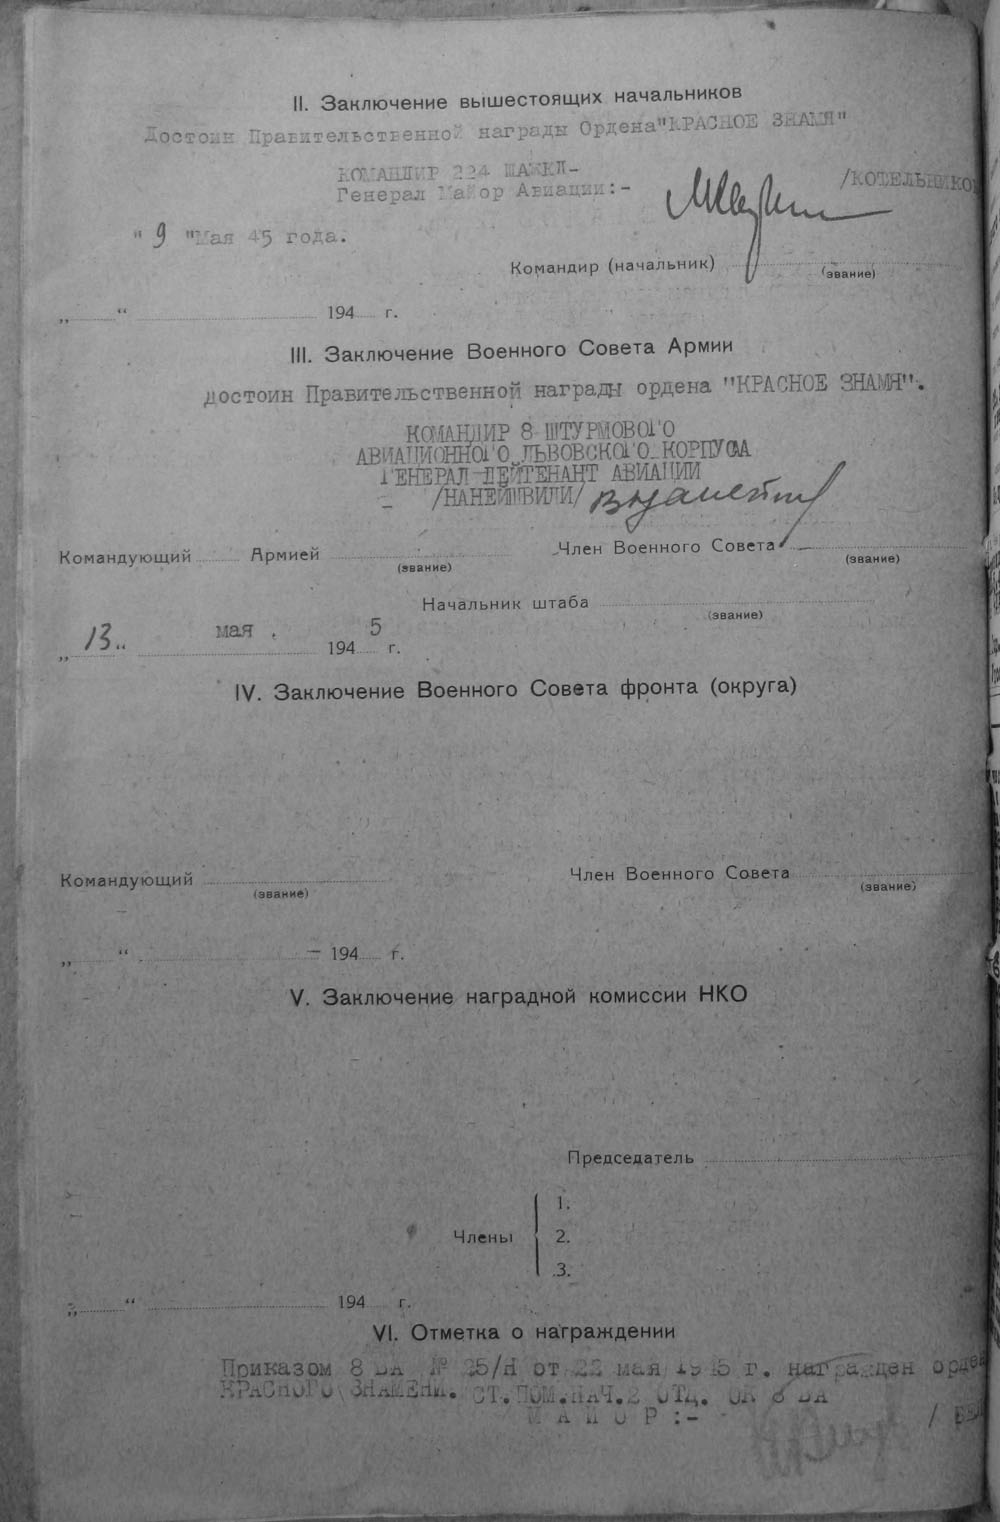 II. Заключение вышестоящих начальников
Достоин Правительственной награды Ордена "КРАСНОЕ ЗНАМЯ"
КОМАНДИР 224 ШАЖКД-
Генерал Майор Авиации:- /КОТЕЛЬНИКОВ
" 9 "Мая 45 года.
Командир (начальник)
(звание)
„ “ 194 г.
III. Заключение Военного Совета Армии
достоин Правительственной награды ордена "КРАСНОЕ ЗНАМЯ".
КОМАНДИР 8 ШТУРМОВОГО
АВИАЦИОННОГО ЛЬВОВСКОГО КОРПУСА
ГЕНЕРАЛ-ЛЕЙТЕНАНТ АВИАЦИИ
/НАНЕЙШВИЛИ/
Командующий Армией Член Военного Совета
(звание) (звание)
Начальник штаба
(звание)
„ 13 “ мая . 194 5 г.
IV. Заключение Военного Совета фронта (округа)
Командующий Член Военного Совета
(звание) (звание)
„ “ 194 г.
V. Заключение наградной комиссии НКО
Председатель
1.
Члены 2.
3.
„ “ 194 г.
VI. Отметка о награждении
Приказом 8 ВА № 25/Н от 22 мая 1945 г. награжден орде
КРАСНОГО ЗНАМЕНИ. СТ.ПОМ.НАЧ.2 ОТД. ОК 8 ВА
МАЙОР:- /